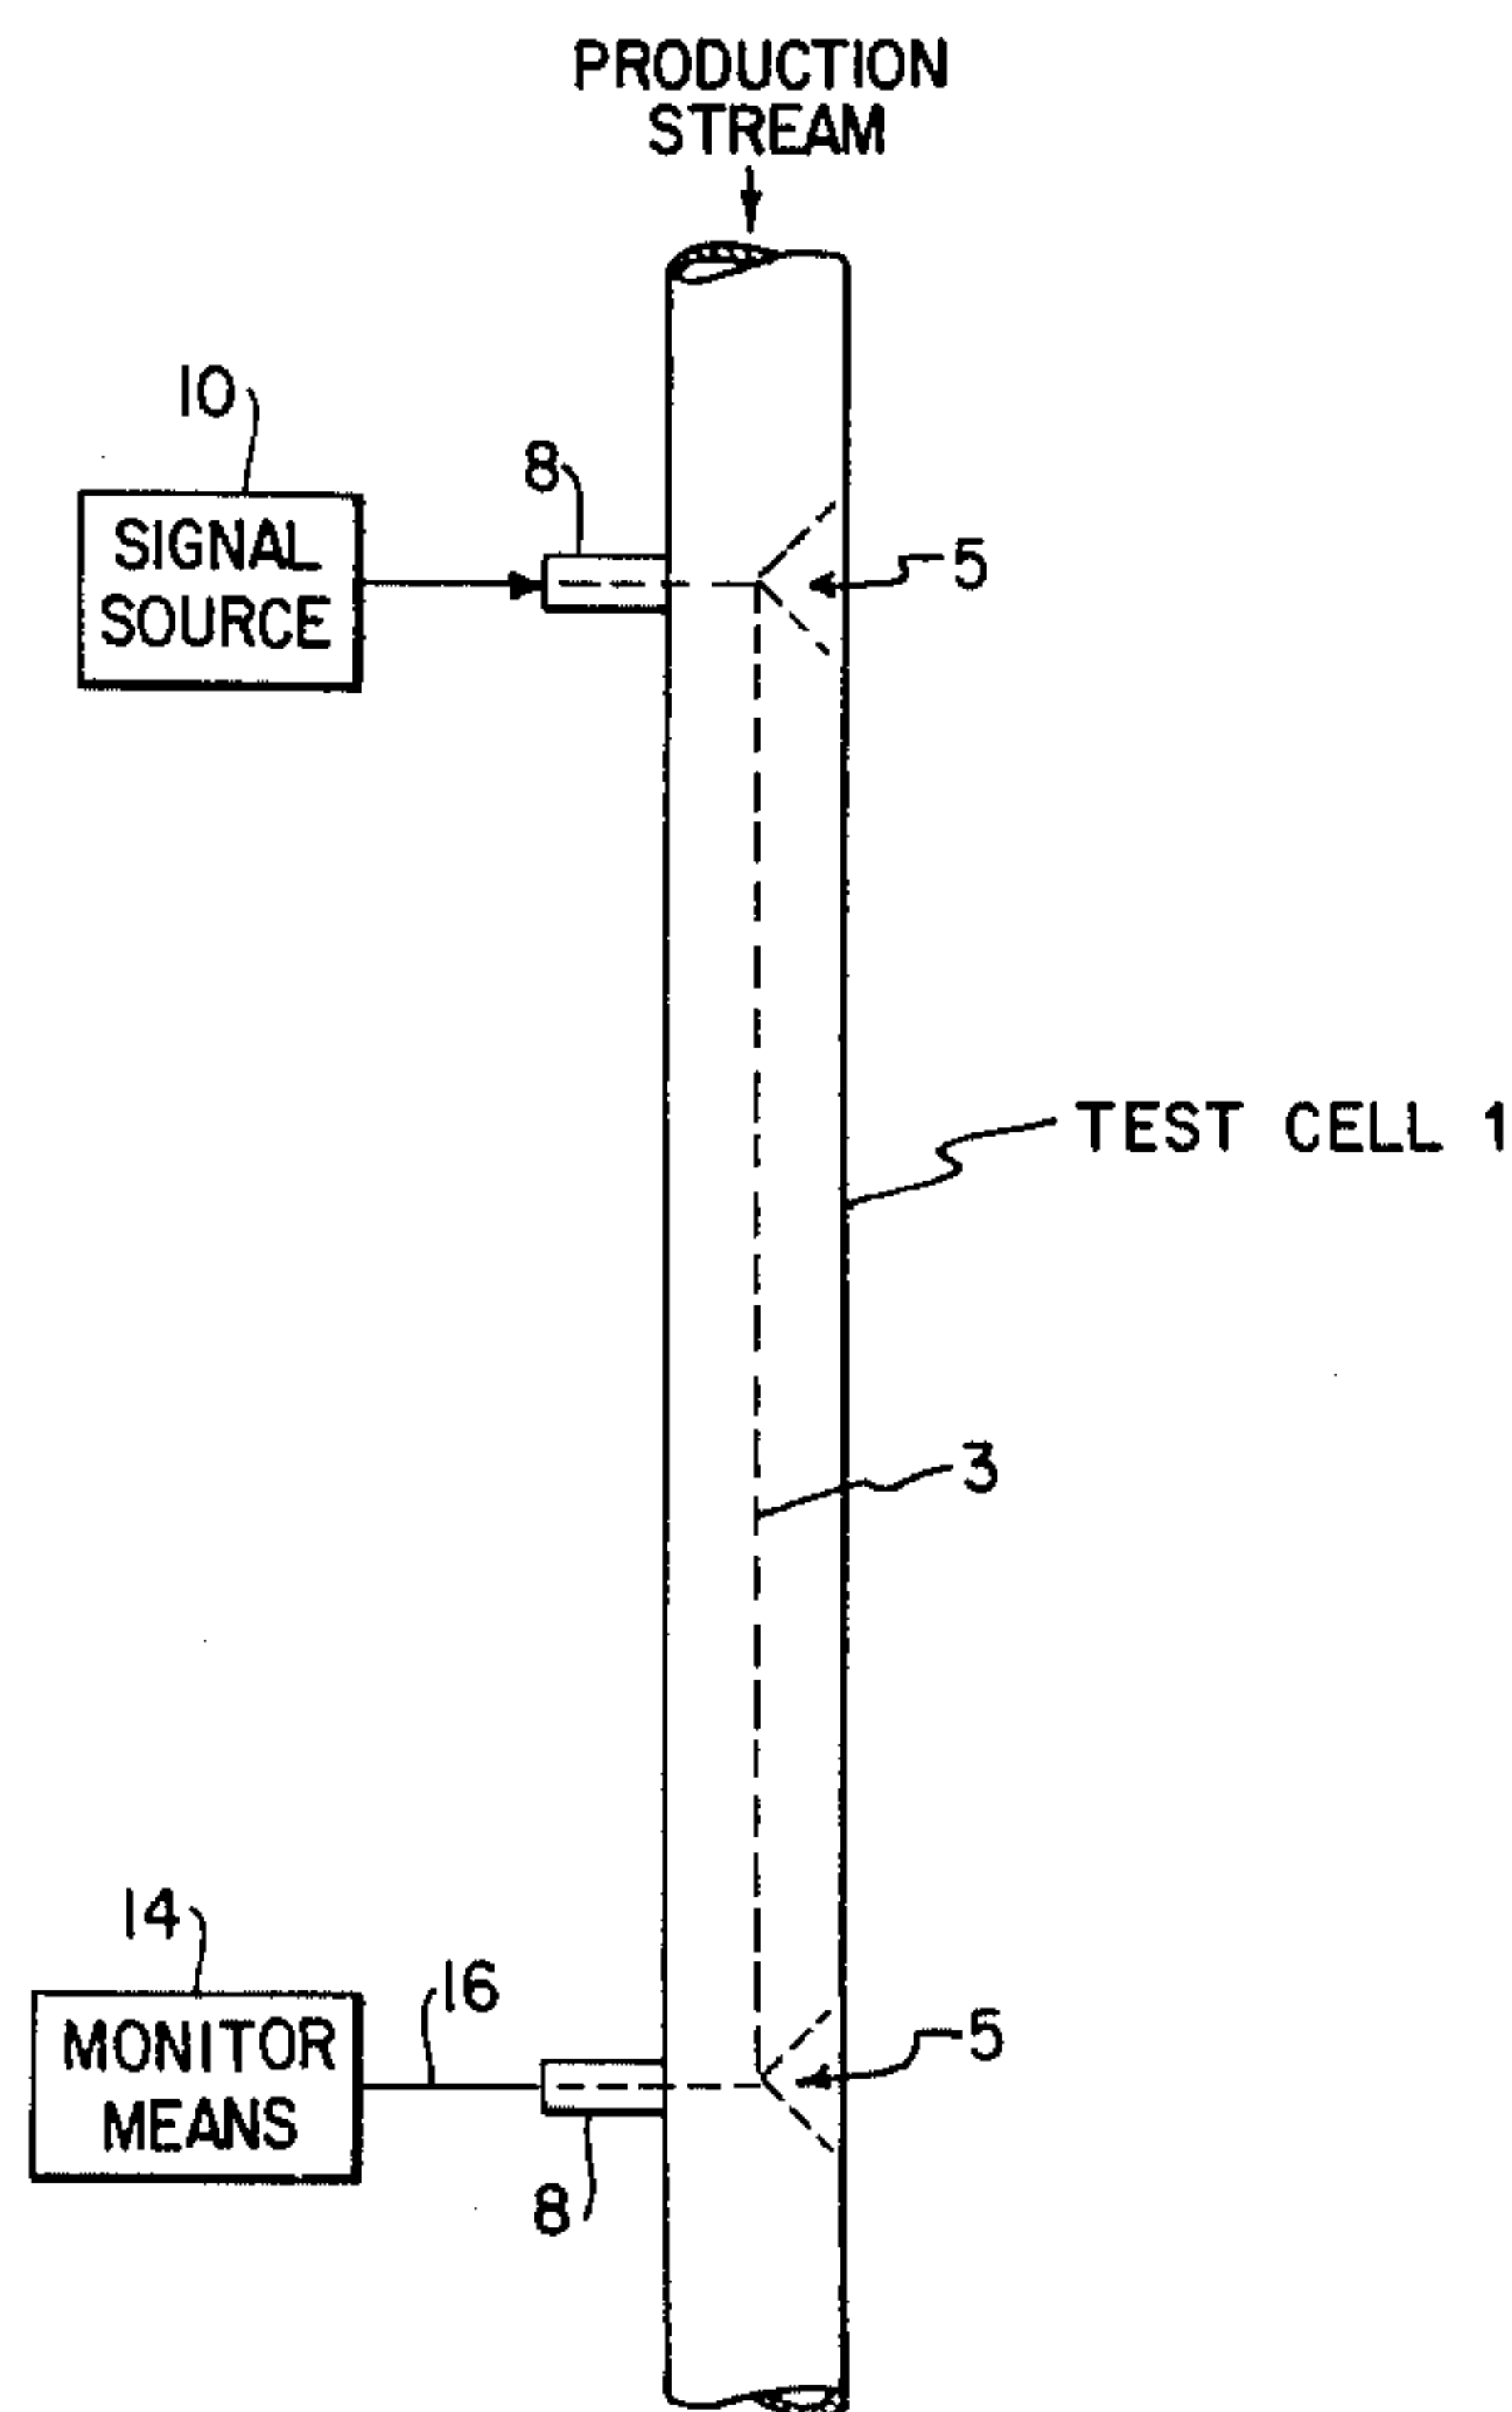 PRODUCTION
STREAM
10
8
SIGNAL
SOURCE
5
TEST CELL 1
3
14
16
5
MONITOR
MEANS
8